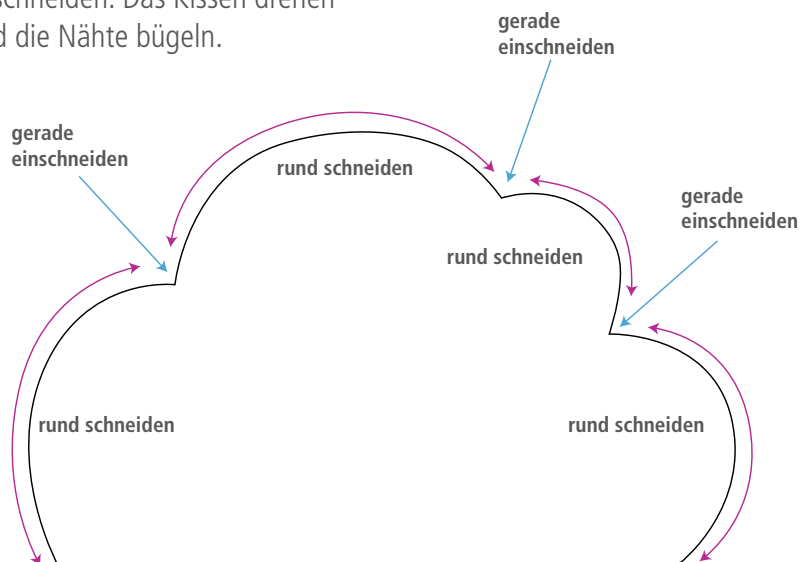 schneiden. Das Kissen drehen
d die Nähte bügeln.
gerade
einschneiden
gerade
einschneiden
rund schneiden
gerade
einschneiden
rund schneiden
rund schneiden
rund schneiden